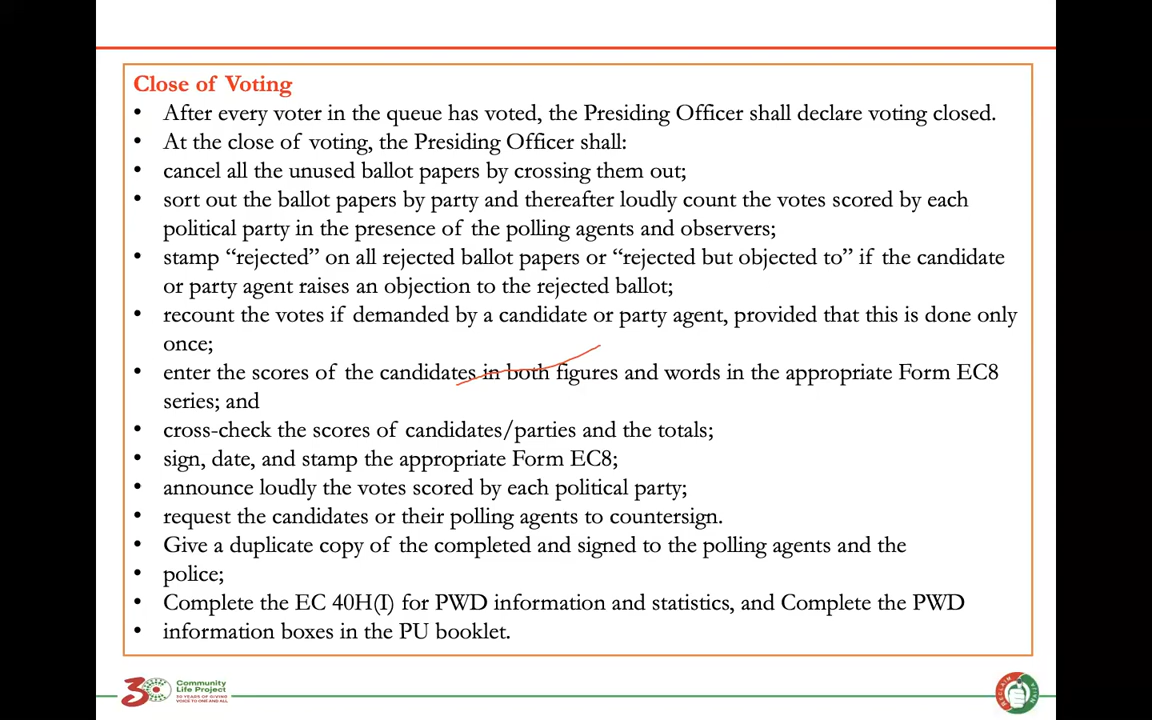 Close of Voting
• After every voter in the queue has voted, the Presiding Officer shall declare voting closed.
• At the close of voting, the Presiding Officer shall:
• cancel all the unused ballot papers by crossing them out;
• sort out the ballot papers by party and thereafter loudly count the votes scored by each
political party in the presence of the polling agents and observers;
• stamp “rejected” on all rejected ballot papers or “rejected but objected to” if the candidate
or party agent raises an objection to the rejected ballot;
• recount the votes if demanded by a candidate or party agent, provided that this is done only
once;
• enter the scores of the candidates in both figures and words in the appropriate Form EC8
series; and
• cross-check the scores of candidates/parties and the totals;
• sign, date, and stamp the appropriate Form EC8;
• announce loudly the votes scored by each political party;
• request the candidates or their polling agents to countersign.
• Give a duplicate copy of the completed and signed to the polling agents and the
• police;
• Complete the EC 40H(I) for PWD information and statistics, and Complete the PWD
• information boxes in the PU booklet.
30
Community
Life Project
30 YEARS OF GIVING
VOICE TO ONE AND ALL